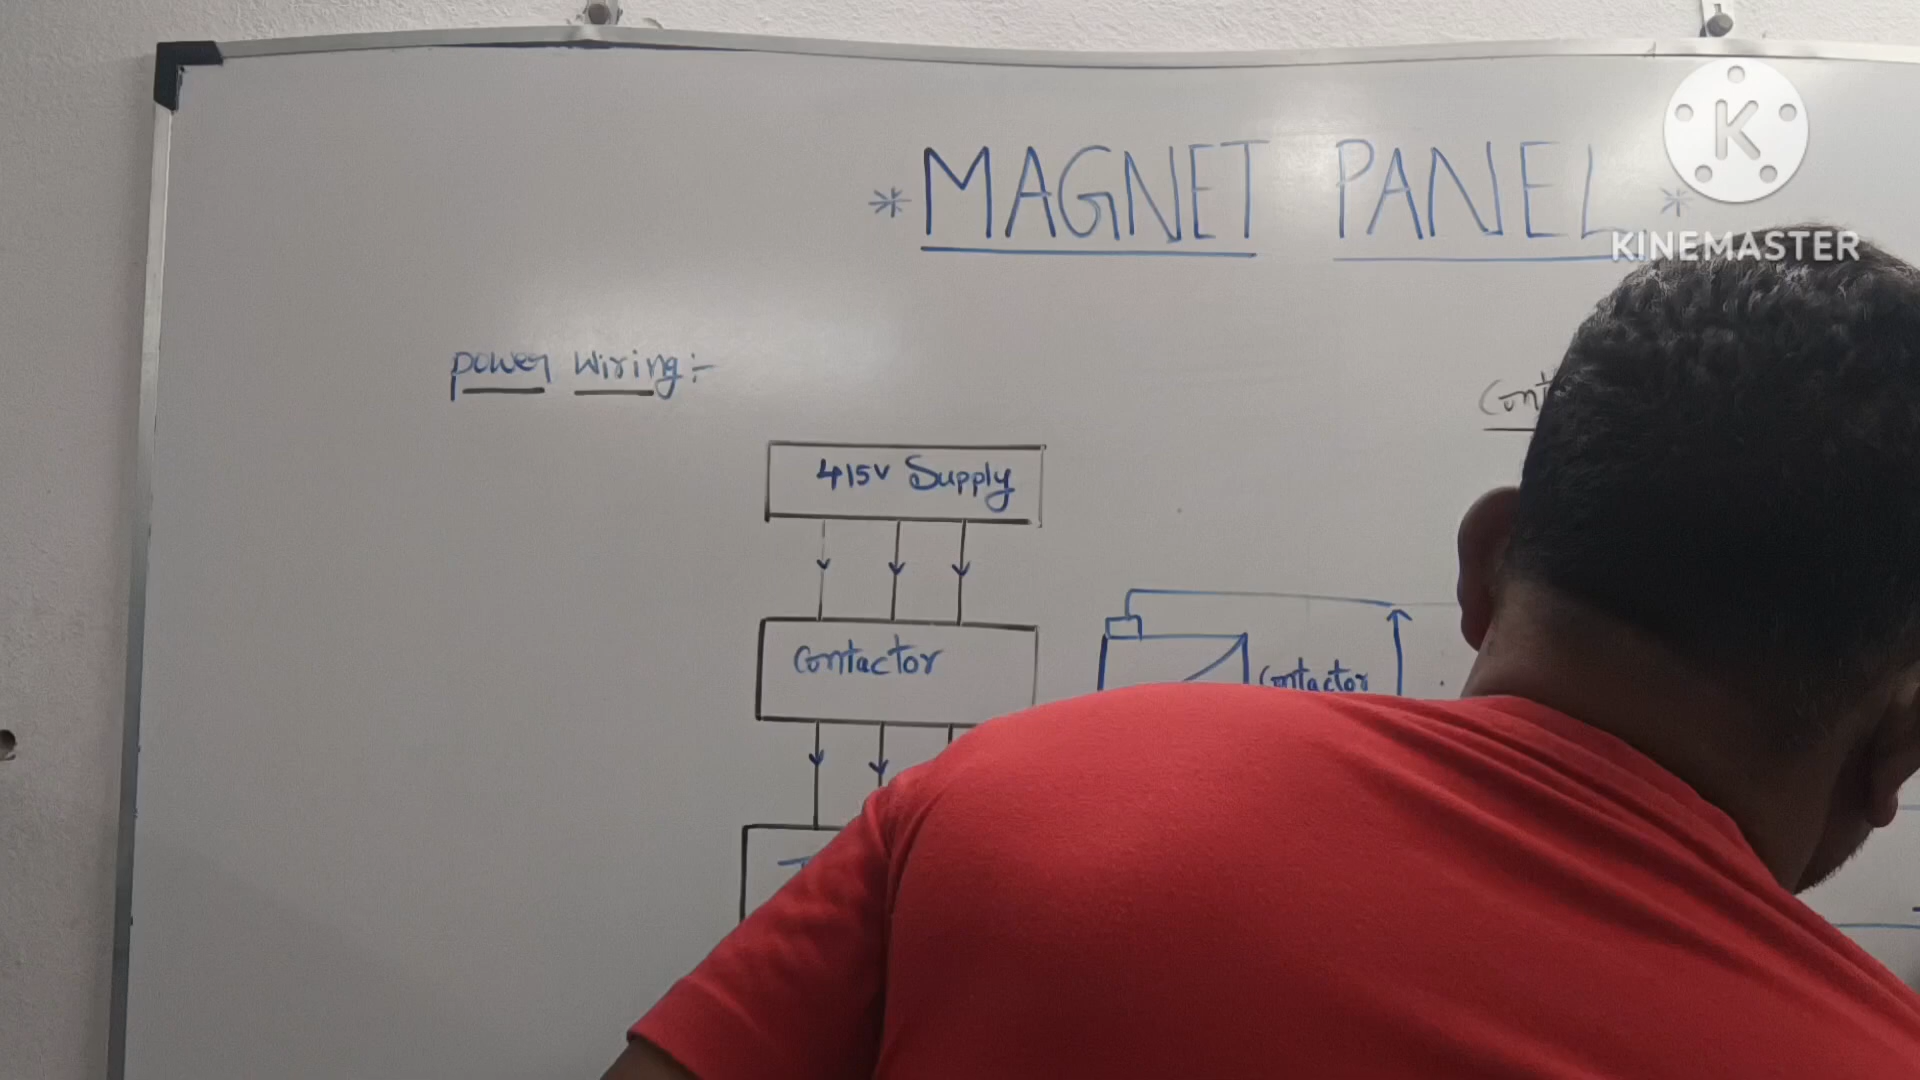 * MAGNET PANEL *
K
KINEMASTER
Power Wiring :-
415V Supply
Contactor
Contactor